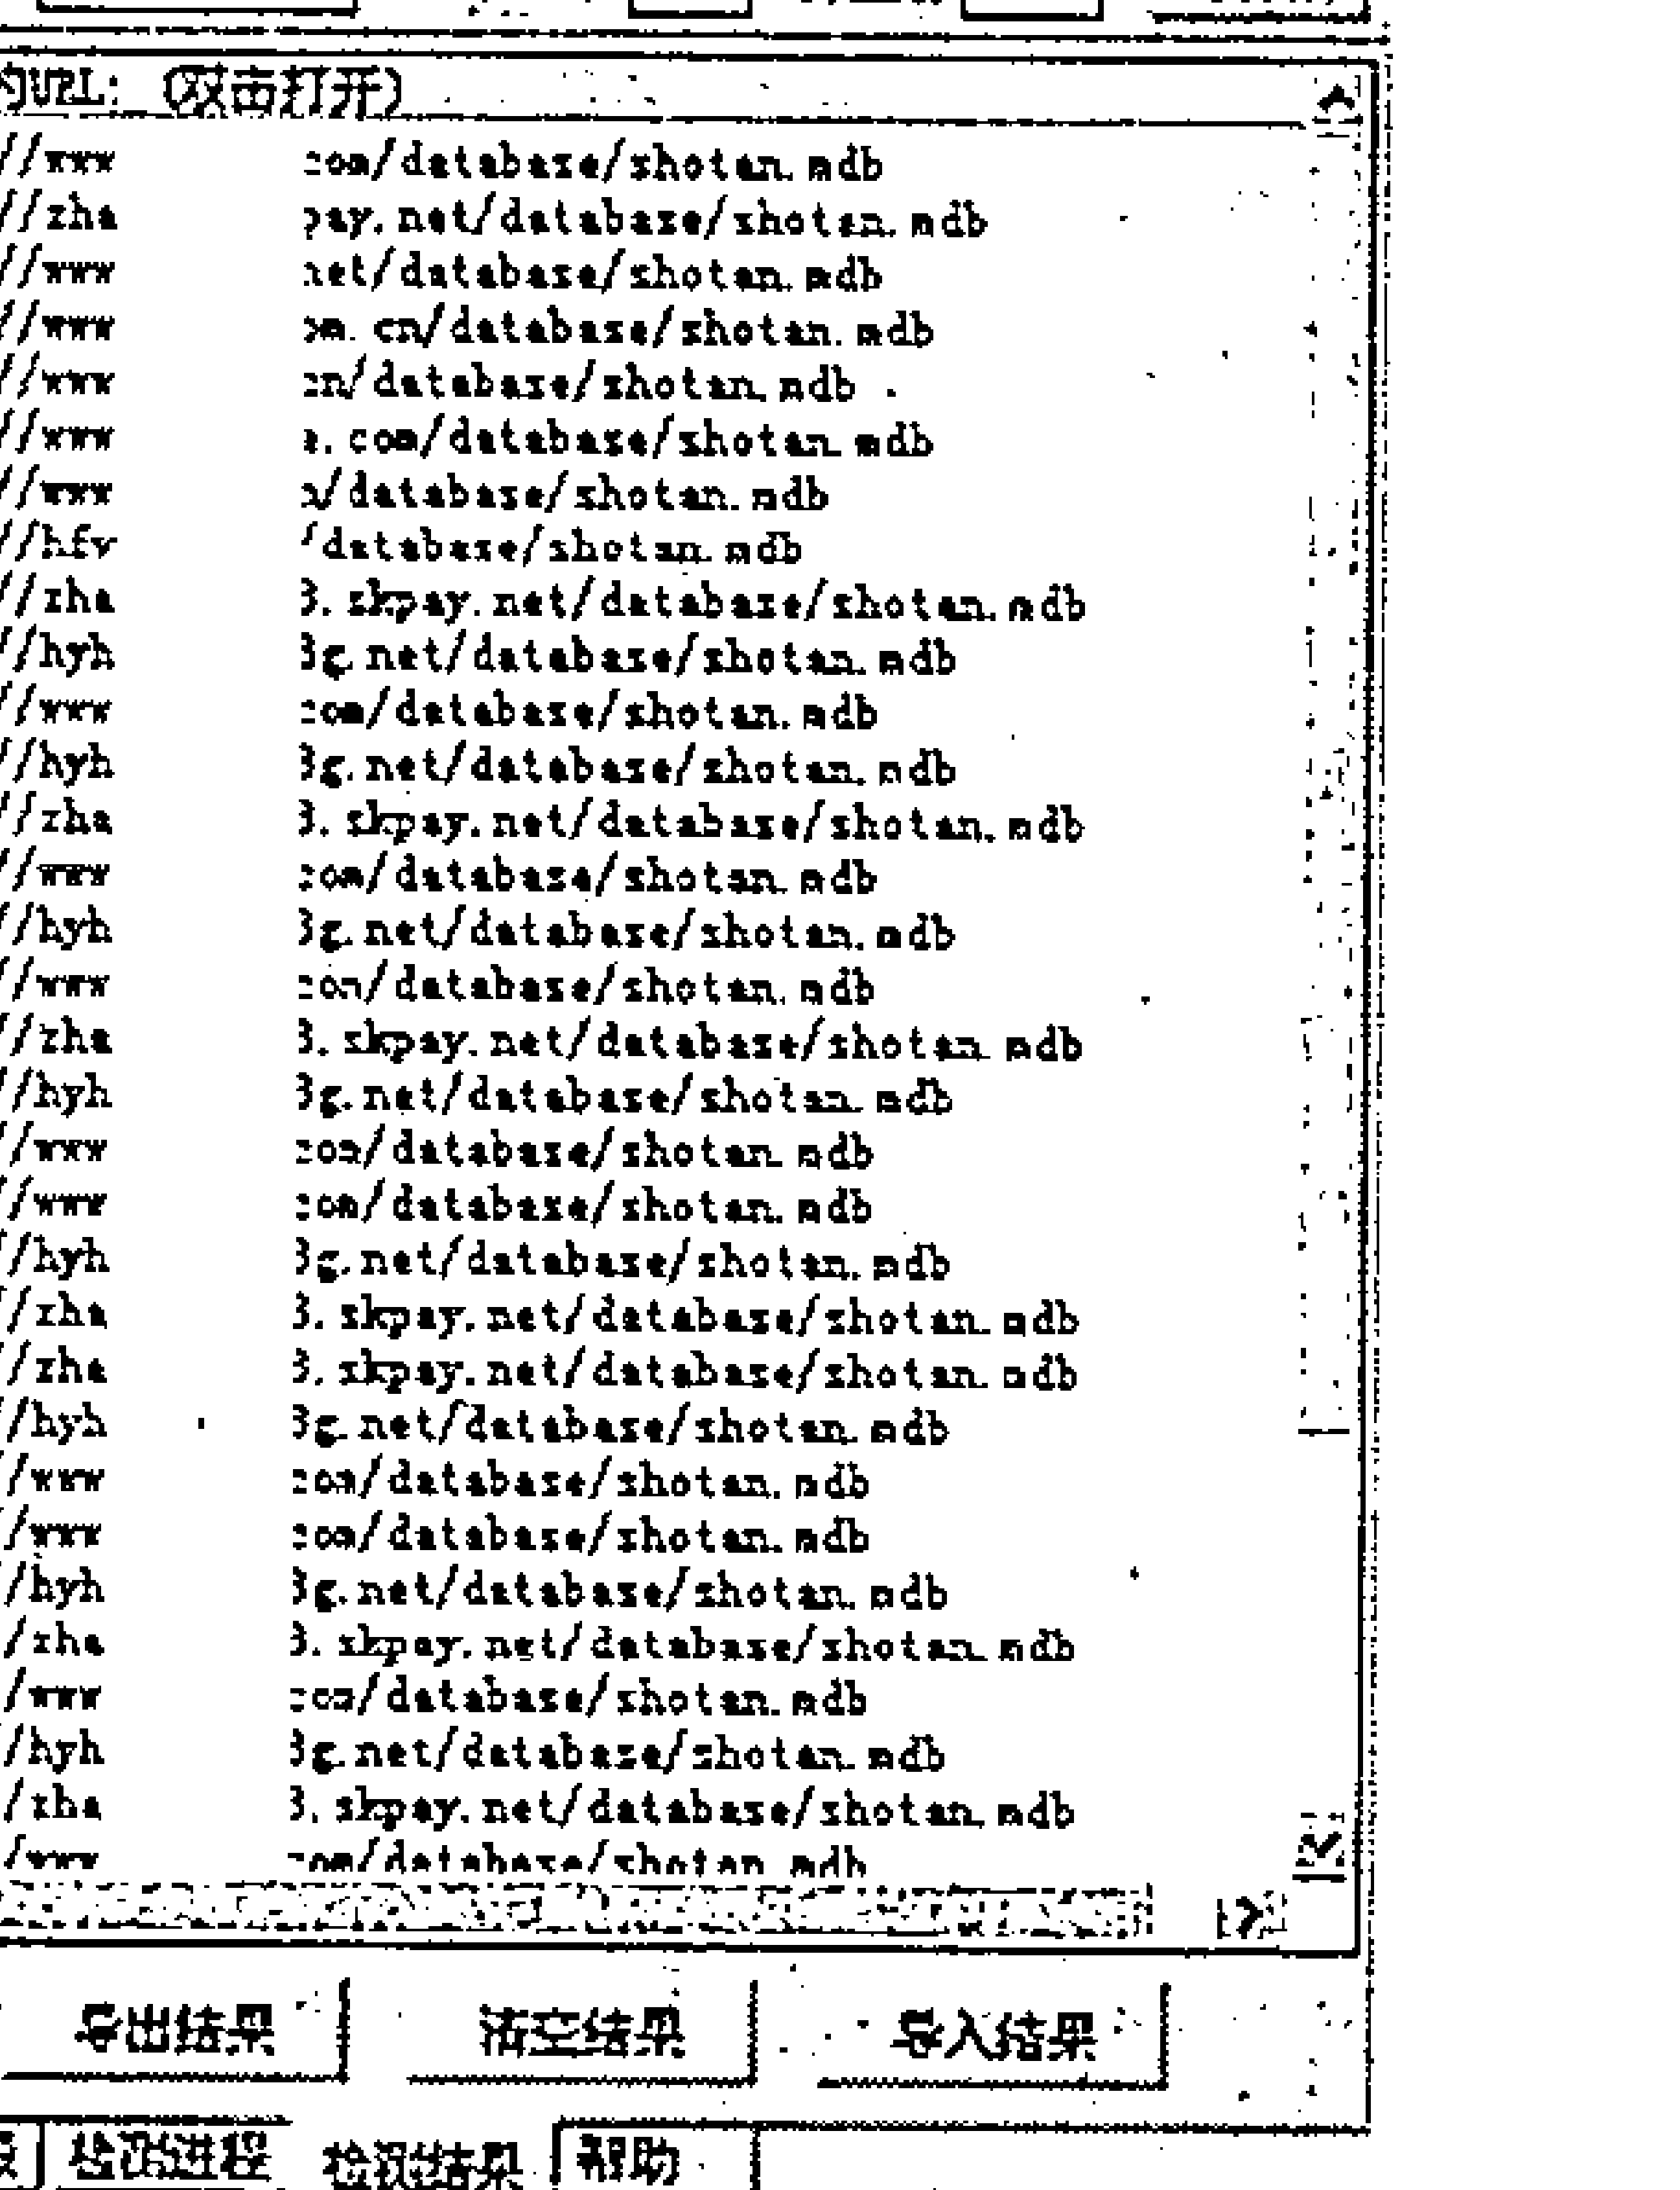 的URL: (双击打开)
//www com/database/shotan.mdb
//zha pay.net/database/shotan.mdb
//www net/database/shotan.mdb
//www om.cn/database/shotan.mdb
//www cn/database/shotan.mdb
//www .com/database/shotan.mdb
//www /database/shotan.mdb
//hfv /database/shotan.mdb
//zha 3.skpay.net/database/shotan.mdb
//hyh 3g.net/database/shotan.mdb
//www com/database/shotan.mdb
//hyh 3g.net/database/shotan.mdb
//zha 3.skpay.net/database/shotan.mdb
//www com/database/shotan.mdb
//hyh 3g.net/database/shotan.mdb
//www com/database/shotan.mdb
//zha 3.skpay.net/database/shotan.mdb
//hyh 3g.net/database/shotan.mdb
//www com/database/shotan.mdb
//www com/database/shotan.mdb
//hyh 3g.net/database/shotan.mdb
//zha 3.skpay.net/database/shotan.mdb
//zha 3.skpay.net/database/shotan.mdb
//hyh 3g.net/database/shotan.mdb
//www com/database/shotan.mdb
//www com/database/shotan.mdb
/hyh 3g.net/database/shotan.mdb
/zha 3.skpay.net/database/shotan.mdb
/www com/database/shotan.mdb
/hyh 3g.net/database/shotan.mdb
/zha 3.skpay.net/database/shotan.mdb
/www com/database/shotan.mdb
导出结果 清空结果 导入结果
检测进程 检测结果 帮助